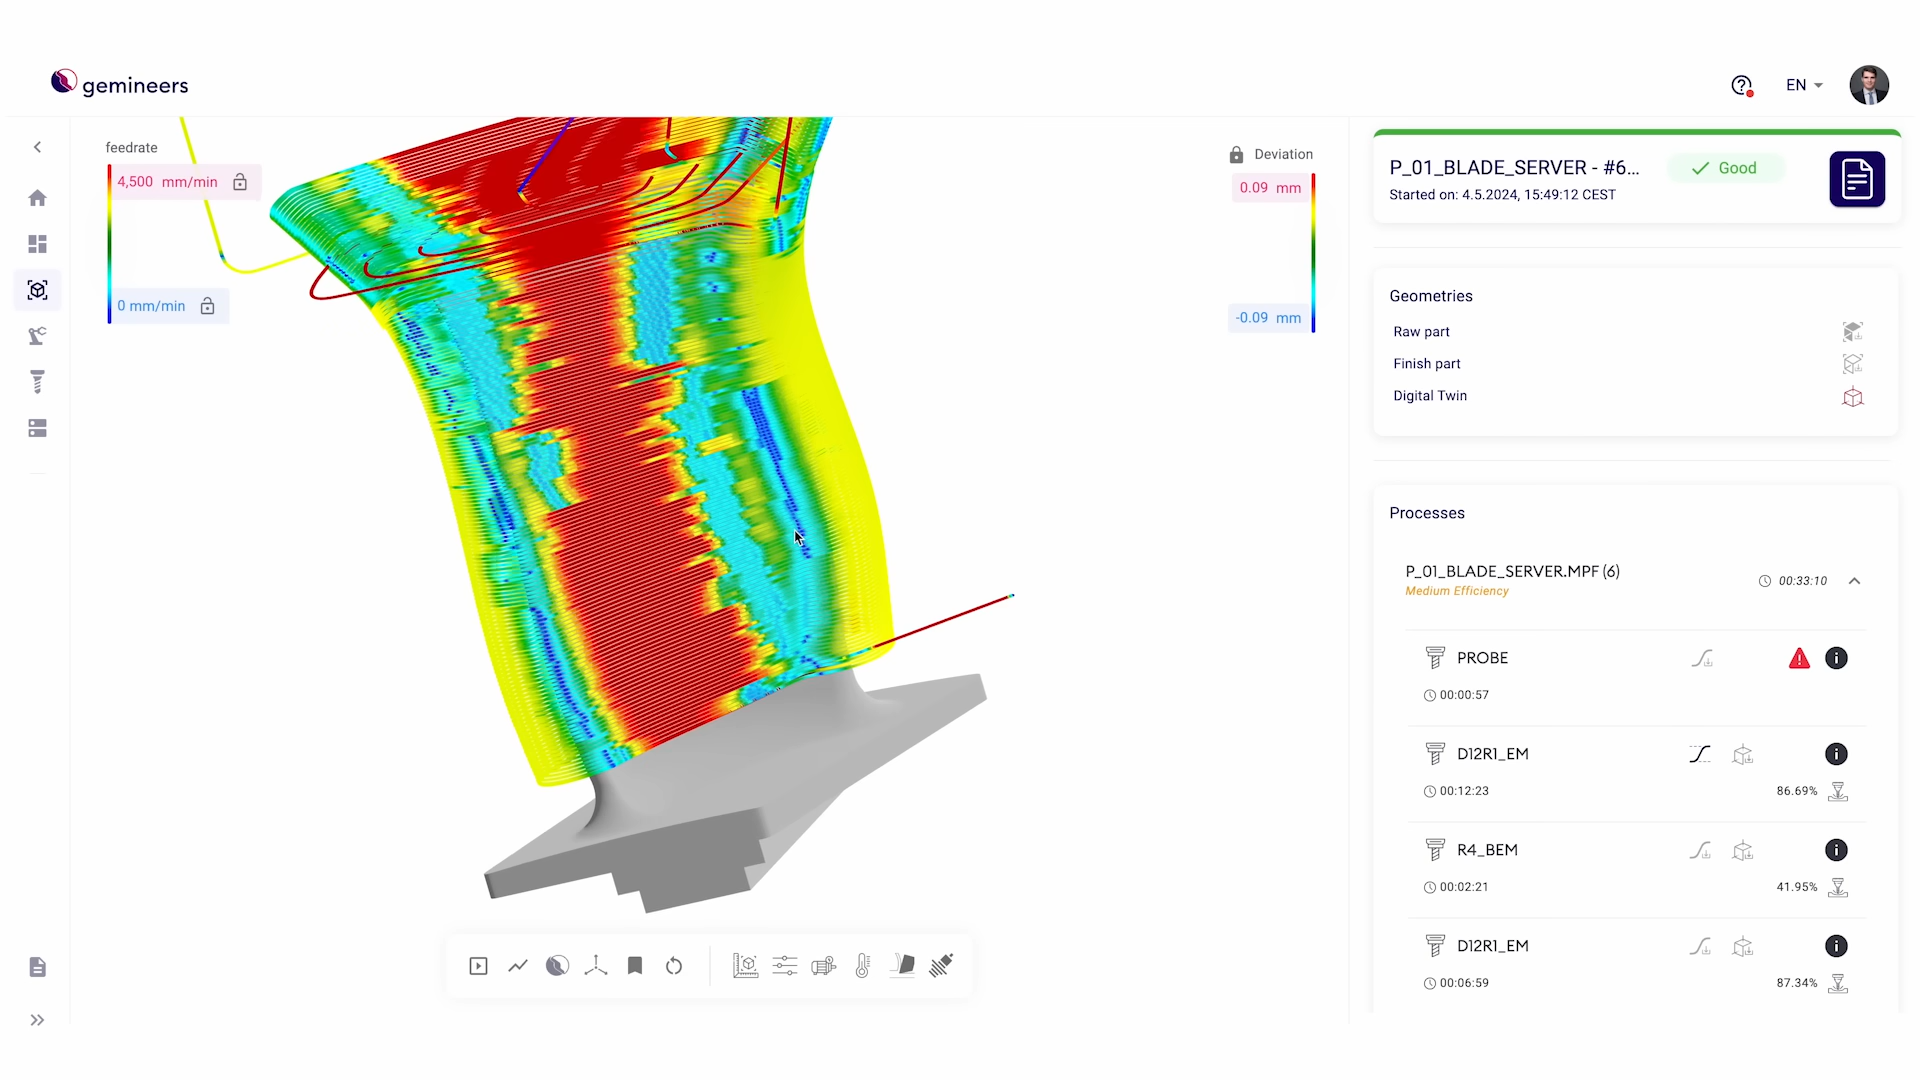 gemineers
EN
feedrate
4,500 mm/min
0 mm/min
Deviation
0.09 mm
-0.09 mm
P_01_BLADE_SERVER - #6...
Good
Started on: 4.5.2024, 15:49:12 CEST
Geometries
Raw part
Finish part
Digital Twin
Processes
P_01_BLADE_SERVER.MPF (6)
00:33:10
Medium Efficiency
PROBE
00:00:57
D12R1_EM
00:12:23
86.69%
R4_BEM
00:02:21
41.95%
D12R1_EM
00:06:59
87.34%